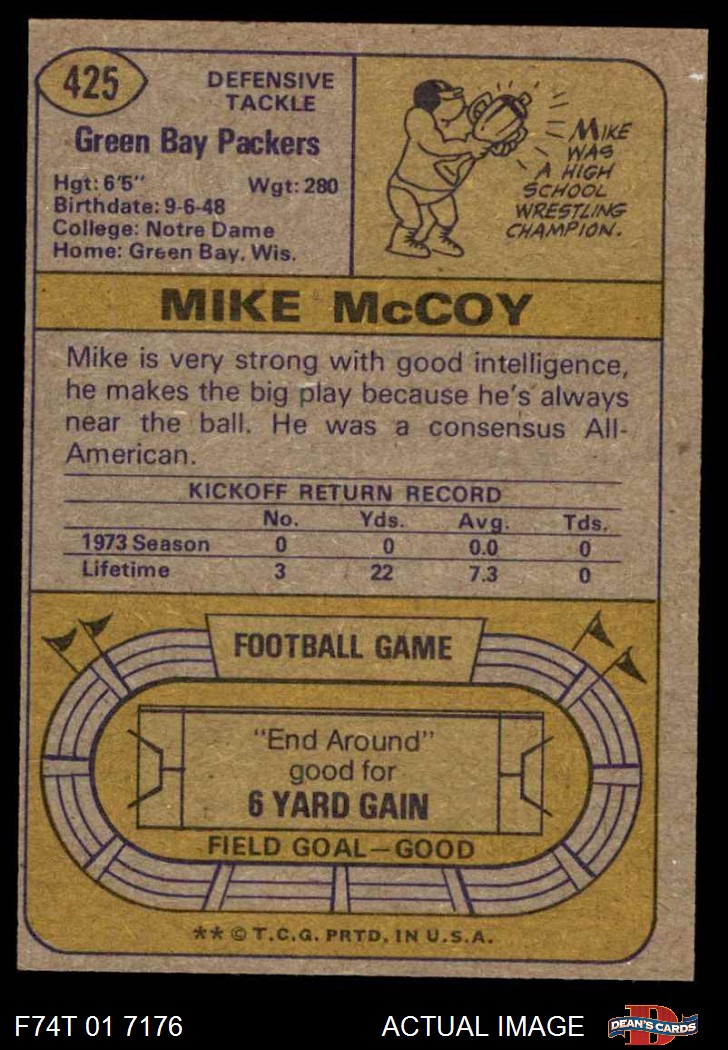 425
DEFENSIVE
TACKLE
Green Bay Packers
Hgt: 6'5" Wgt: 280
Birthdate: 9-6-48
College: Notre Dame
Home: Green Bay, Wis.
MIKE
WAS
A HIGH
SCHOOL
WRESTLING
CHAMPION.
MIKE McCOY
Mike is very strong with good intelligence,
he makes the big play because he's always
near the ball. He was a consensus All-
American.
KICKOFF RETURN RECORD
No. Yds. Avg. Tds.
1973 Season 0 0 0.0 0
Lifetime 3 22 7.3 0
FOOTBALL GAME
"End Around"
good for
6 YARD GAIN
FIELD GOAL—GOOD
** © T.C.G. PRTD. IN U.S.A.
F74T 01 7176 ACTUAL IMAGE D DEAN'S CARDS